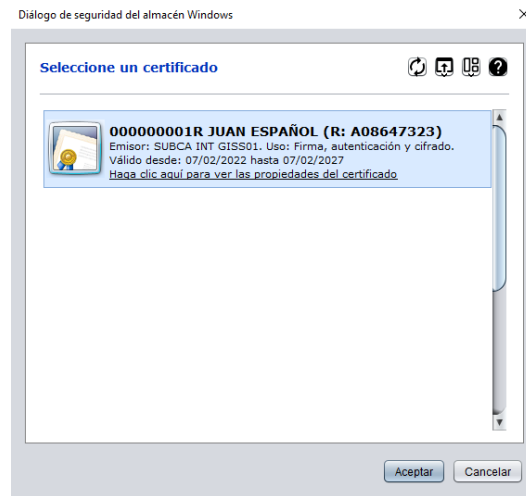 Diálogo de seguridad del almacén Windows
Seleccione un certificado
000000001R JUAN ESPAÑOL (R: A08647323)
Emisor: SUBCA INT GISS01. Uso: Firma, autenticación y cifrado.
Válido desde: 07/02/2022 hasta 07/02/2027
Haga clic aquí para ver las propiedades del certificado
Aceptar Cancelar